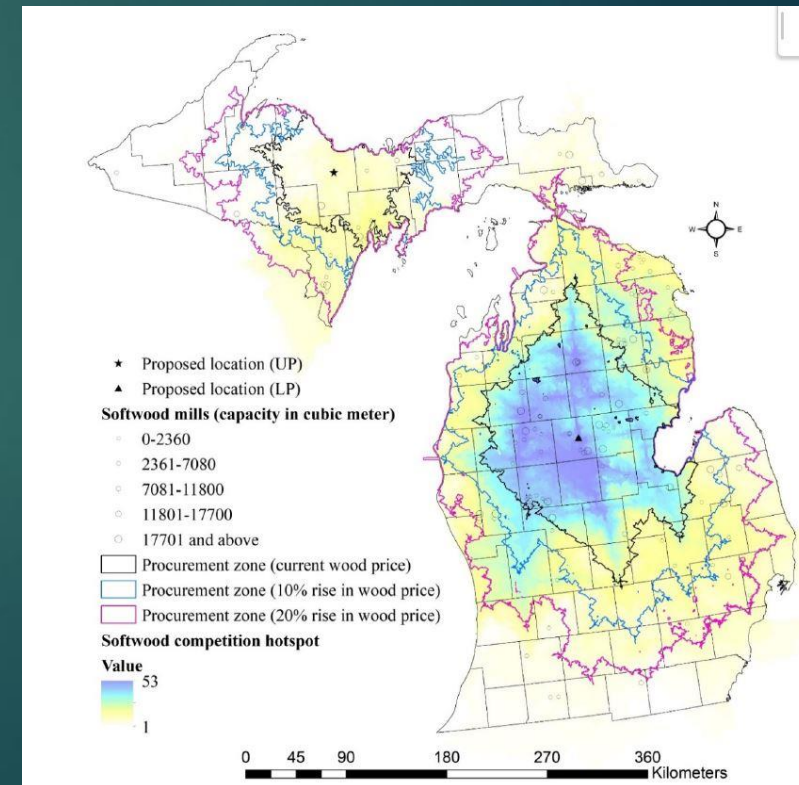 N
W E
S
Proposed location (UP)
Proposed location (LP)
Softwood mills (capacity in cubic meter)
0-2360
2361-7080
7081-11800
11801-17700
17701 and above
Procurement zone (current wood price)
Procurement zone (10% rise in wood price)
Procurement zone (20% rise in wood price)
Softwood competition hotspot
Value
53
1
0 45 90 180 270 360
Kilometers